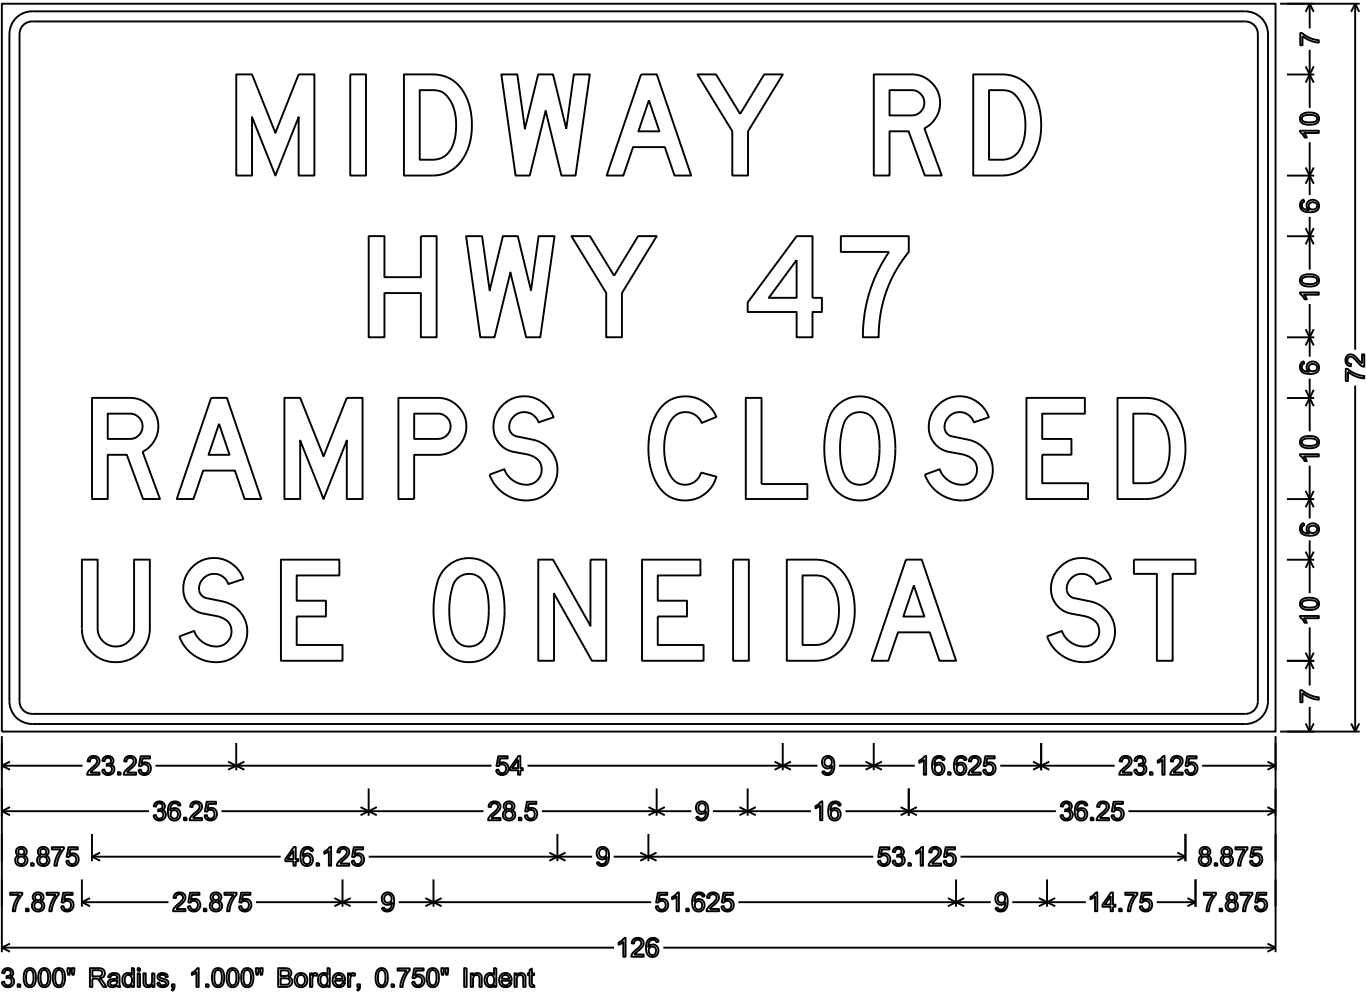 MIDWAY RD
HWY 47
RAMPS CLOSED
USE ONEIDA ST
7
10
6
10
6
10
6
10
7
72
23.25 54 9 16.625 23.125
36.25 28.5 9 16 36.25
8.875 46.125 9 53.125 8.875
7.875 25.875 9 51.625 9 14.75 7.875
126
3.000" Radius, 1.000" Border, 0.750" Indent